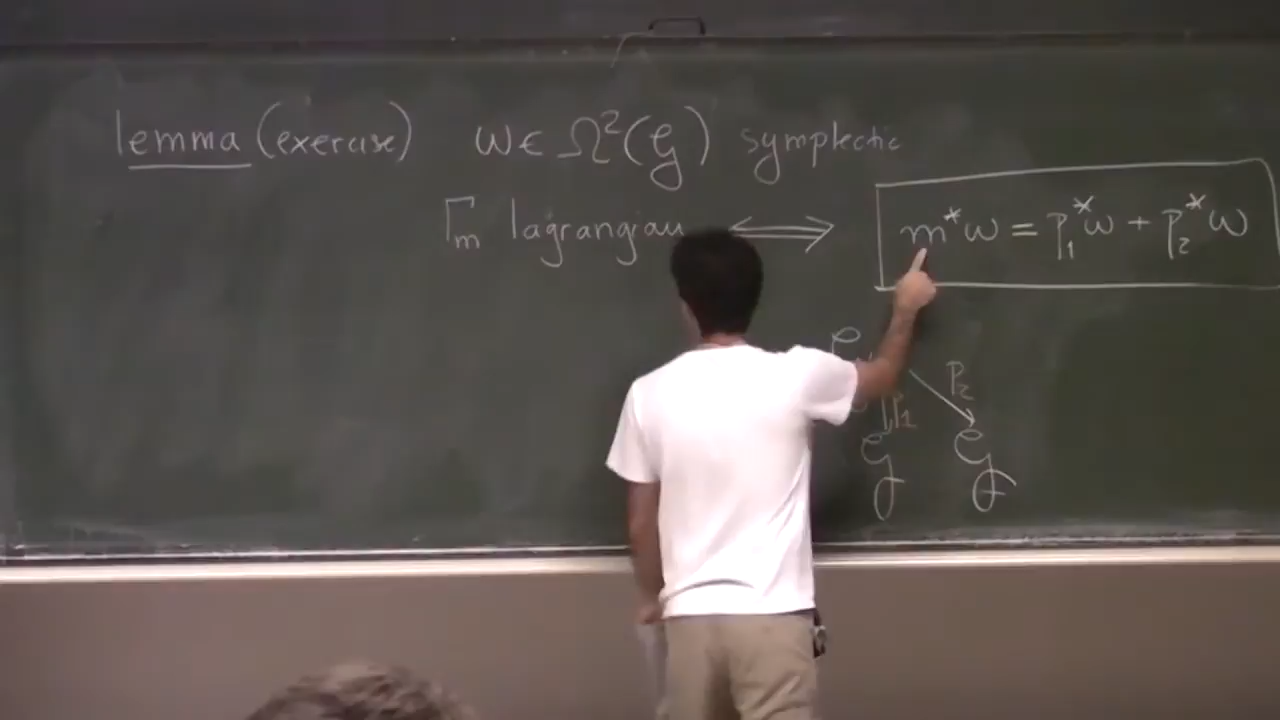 lemma (exercise) ω ∈ Ω²(G) symplectic
Γₘ lagrangian ⟺ m*ω = p₁*ω + p₂*ω
p₁ p₂
G G